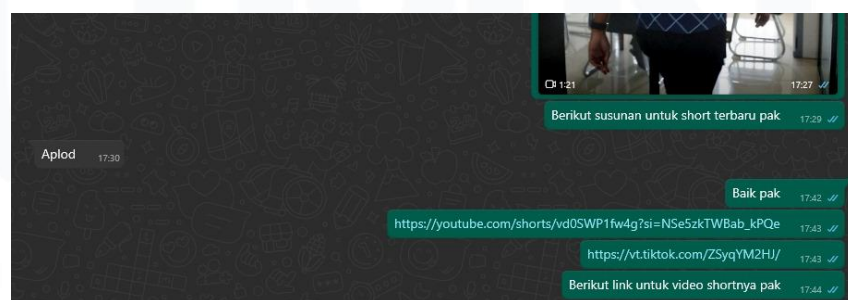 1:21
17:27
Berikut susunan untuk short terbaru pak 17:29
Aplod 17:30
Baik pak 17:42
https://youtube.com/shorts/vd0SWP1fw4g?si=NSe5zkTWBab_kPQe 17:43
https://vt.tiktok.com/ZSyqYM2HJ/ 17:43
Berikut link untuk video shortnya pak 17:44